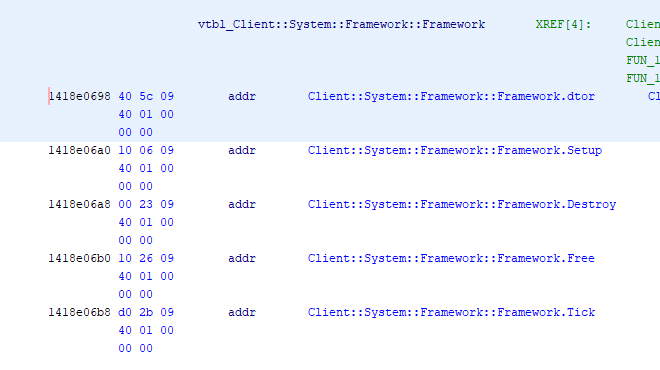 vtbl_Client::System::Framework::Framework XREF[4]: Clien
Clien
FUN_1
FUN_1
1418e0698 40 5c 09 addr Client::System::Framework::Framework.dtor Cl
40 01 00
00 00
1418e06a0 10 06 09 addr Client::System::Framework::Framework.Setup
40 01 00
00 00
1418e06a8 00 23 09 addr Client::System::Framework::Framework.Destroy
40 01 00
00 00
1418e06b0 10 26 09 addr Client::System::Framework::Framework.Free
40 01 00
00 00
1418e06b8 d0 2b 09 addr Client::System::Framework::Framework.Tick
40 01 00
00 00